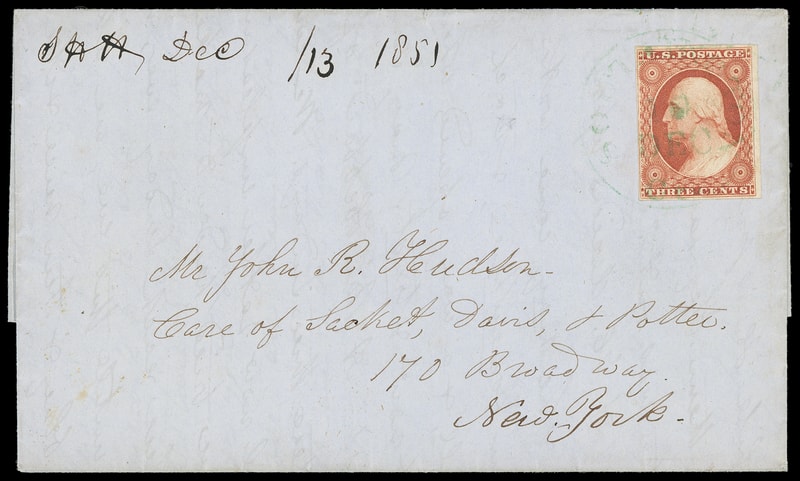 Dec /13 1851
U.S. POSTAGE
THREE CENTS
Mr John R. Hudson-
Care of Sacket, Davis, & Potter.
170 Broadway.
New. York-